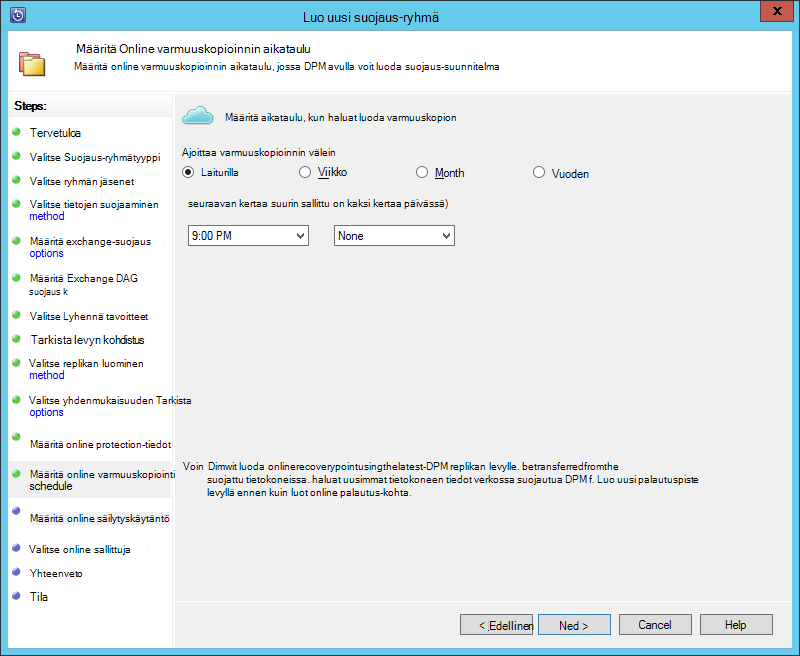 Luo uusi suojaus-ryhmä
x
Määritä Online varmuuskopioinnin aikataulu
Määritä online varmuuskopioinnin aikataulu, jossa DPM avulla voit luoda suojaus-suunnitelma
Steps:
Tervetuloa
Valitse Suojaus-ryhmätyyppi
Valitse ryhmän jäsenet
Valitse tietojen suojaaminen
method
Määritä exchange-suojaus
options
Määritä Exchange DAG
suojaus k
Valitse Lyhennä tavoitteet
Tarkista levyn kohdistus
Valitse replikan luominen
method
Valitse yhdenmukaisuuden Tarkista
options
Määritä online protection-tiedot
Määritä online varmuuskopiointi
schedule
Määritä online säilytyskäytäntö
Valitse online sallittuja
Yhteenveto
Tila
Määritä aikataulu, kun haluat luoda varmuuskopion
Ajoittaa varmuuskopioinnin välein
Laiturilla Viikko Month Vuoden
seuraavan kertaa suurin sallittu on kaksi kertaa päivässä)
9:00 PM None
Voin Dimwit luoda onlinerecoverypointusingthelatest-DPM replikan levylle. betransferredfromthe
suojattu tietokoneissa. haluat uusimmat tietokoneen tiedot verkossa suojautua DPM f. Luo uusi palautuspiste
levyllä ennen kuin luot online palautus-kohta.
< Edellinen Ned > Cancel Help